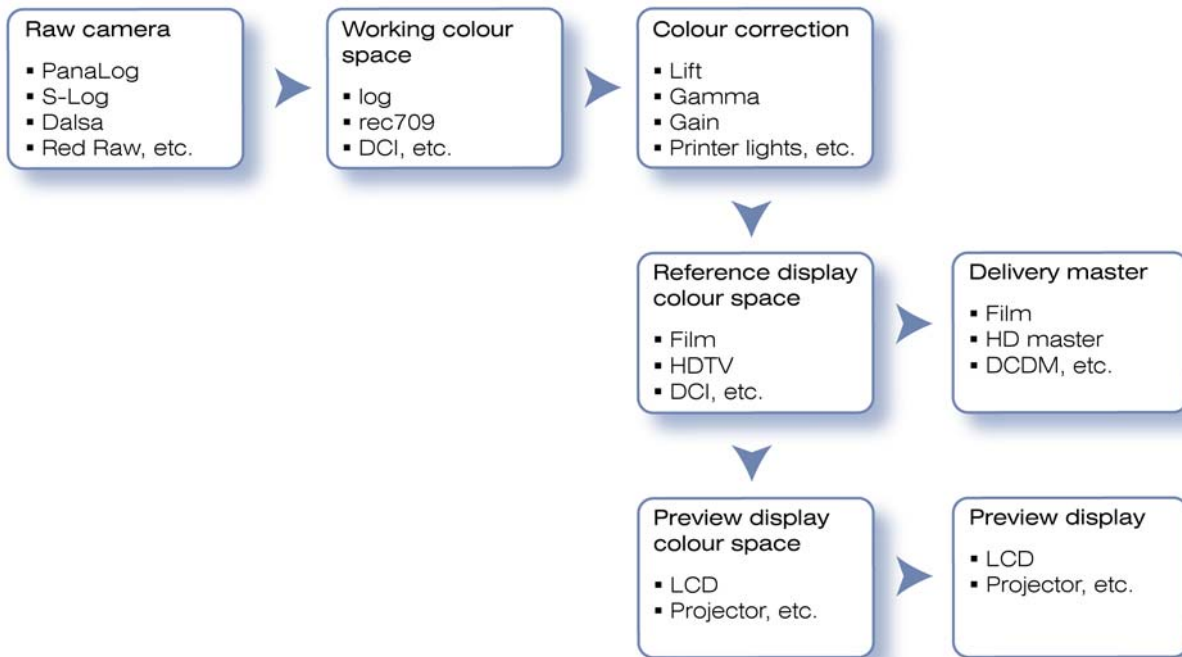 Raw camera
▪ PanaLog
▪ S-Log
▪ Dalsa
▪ Red Raw, etc.
Working colour
space
▪ log
▪ rec709
▪ DCI, etc.
Colour correction
▪ Lift
▪ Gamma
▪ Gain
▪ Printer lights, etc.
Reference display
colour space
▪ Film
▪ HDTV
▪ DCI, etc.
Delivery master
▪ Film
▪ HD master
▪ DCDM, etc.
Preview display
colour space
▪ LCD
▪ Projector, etc.
Preview display
▪ LCD
▪ Projector, etc.